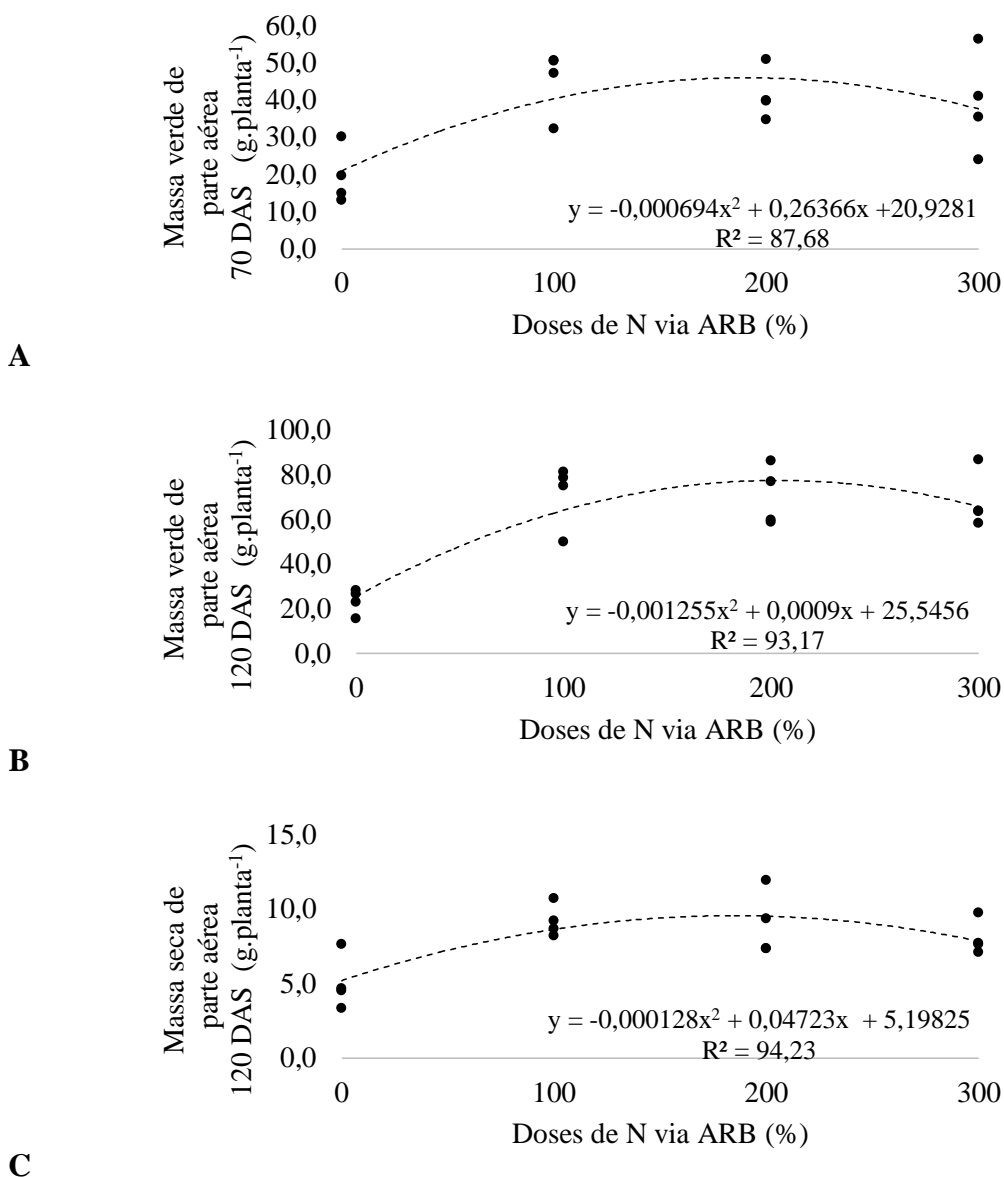 Massa verde de
parte aérea
70 DAS (g.planta-1)
60,0
50,0
40,0
30,0
20,0
10,0
0,0
y = -0,000694x² + 0,26366x +20,9281
R² = 87,68
0 100 200 300
Doses de N via ARB (%)
A
Massa verde de
parte aérea
120 DAS (g.planta-1)
100,0
80,0
60,0
40,0
20,0
0,0
y = -0,001255x² + 0,0009x + 25,5456
R² = 93,17
0 100 200 300
Doses de N via ARB (%)
B
Massa seca de
parte aérea
120 DAS (g.planta-1)
15,0
10,0
5,0
0,0
y = -0,000128x² + 0,04723x + 5,19825
R² = 94,23
0 100 200 300
Doses de N via ARB (%)
C